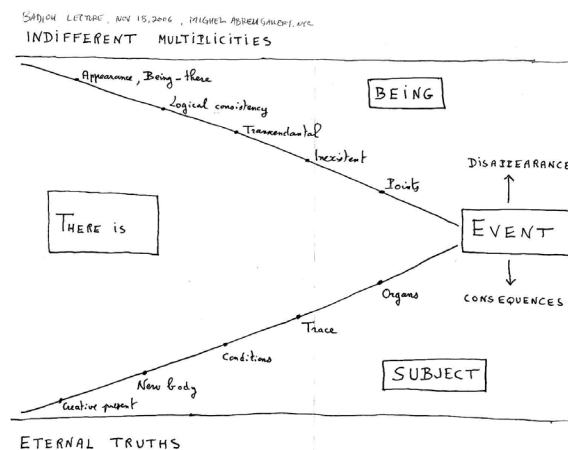 BADIOU LECTURE, NOV 15, 2006, MIGUEL ABREU GALLERY, NYC
INDIFFERENT MULTIPLICITIES
Appearance, Being-there
BEING
Logical consistency
Transcendantal
Inexistent
DISAPPEARANCE
Points
THERE IS
EVENT
Organs
CONSEQUENCES
Trace
Conditions
SUBJECT
New body
Creative present
ETERNAL TRUTHS